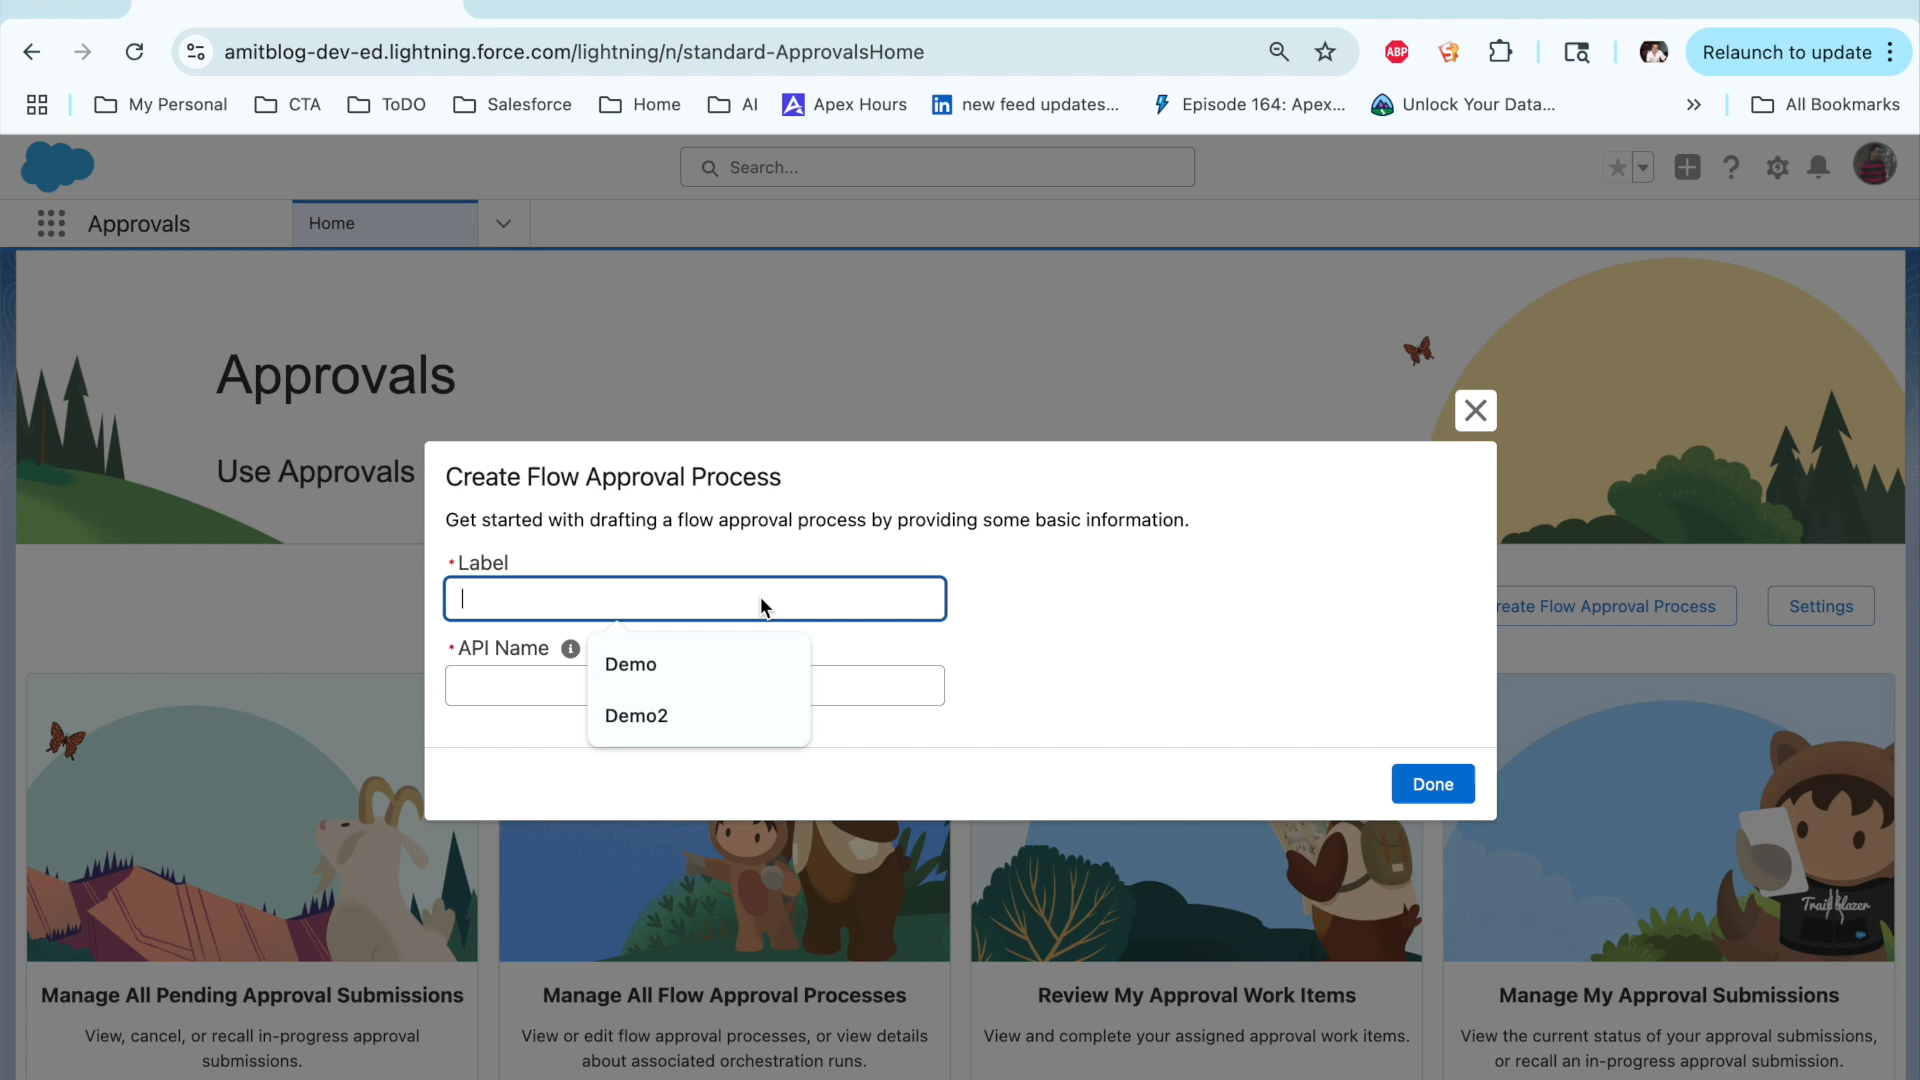 amitblog-dev-ed.lightning.force.com/lightning/n/standard-ApprovalsHome
ABP
Relaunch to update
My Personal
CTA
ToDO
Salesforce
Home
AI
Apex Hours
new feed updates...
Episode 164: Apex...
Unlock Your Data...
All Bookmarks
Search...
Approvals
Home
Approvals
Use Approvals
Create Flow Approval Process
Get started with drafting a flow approval process by providing some basic information.
*Label
*API Name
Demo
Demo2
Done
reate Flow Approval Process
Settings
Trailblazer
Manage All Pending Approval Submissions
View, cancel, or recall in-progress approval
submissions.
Manage All Flow Approval Processes
View or edit flow approval processes, or view details
about associated orchestration runs.
Review My Approval Work Items
View and complete your assigned approval work items.
Manage My Approval Submissions
View the current status of your approval submissions,
or recall an in-progress approval submission.